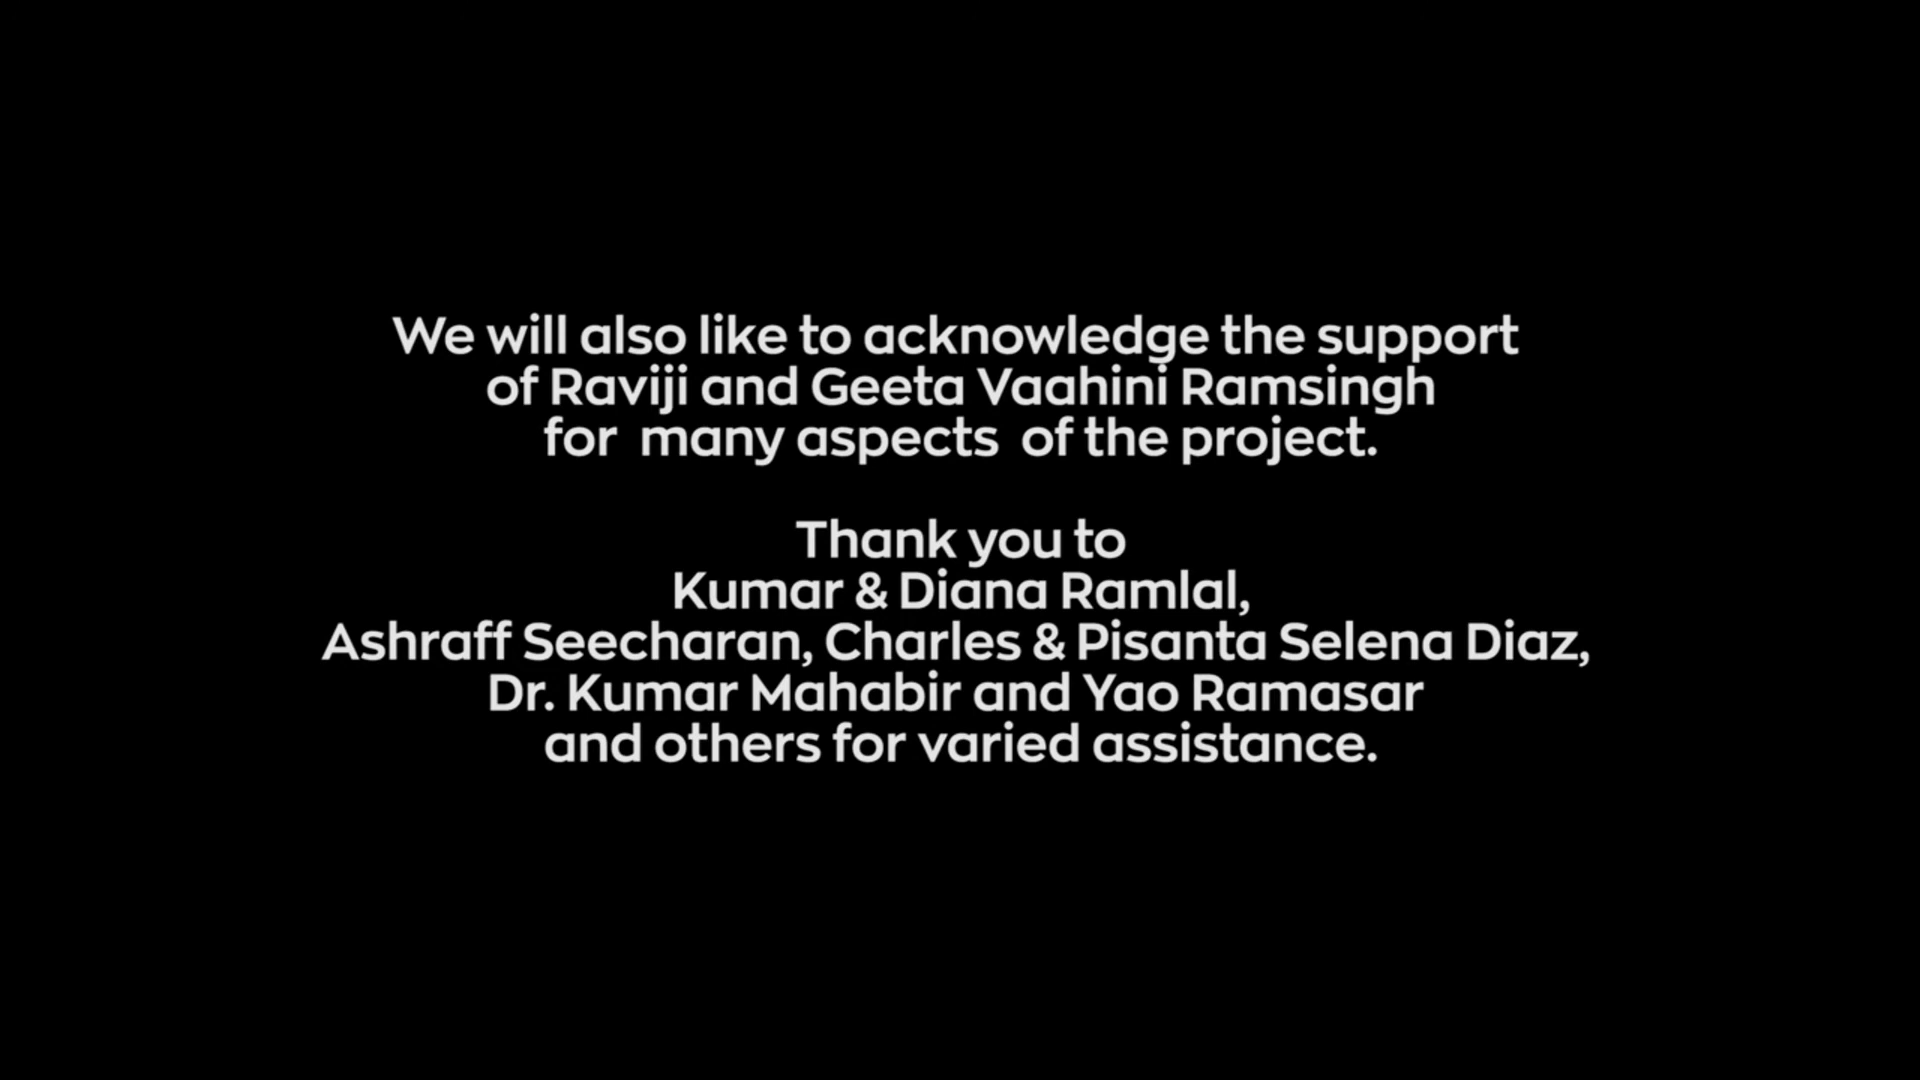 We will also like to acknowledge the support
of Raviji and Geeta Vaahini Ramsingh
for  many aspects  of the project.
Thank you to
Kumar & Diana Ramlal,
Ashraff Seecharan, Charles & Pisanta Selena Diaz,
Dr. Kumar Mahabir and Yao Ramasar
and others for varied assistance.